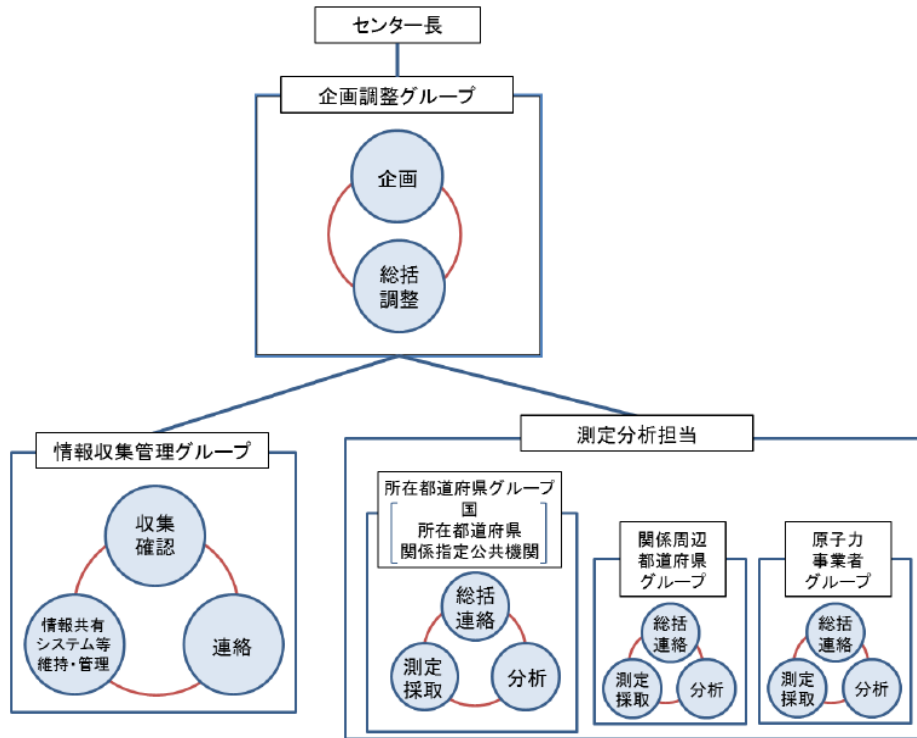 センター長
企画調整グループ
企画
総括
調整
情報収集管理グループ
収集
確認
情報共有
システム等
維持・管理
連絡
測定分析担当
所在都道府県グループ
国
所在都道府県
関係指定公共機関
総括
連絡
測定
採取
分析
関係周辺
都道府県
グループ
総括
連絡
測定
採取
分析
原子力
事業者
グループ
総括
連絡
測定
採取
分析